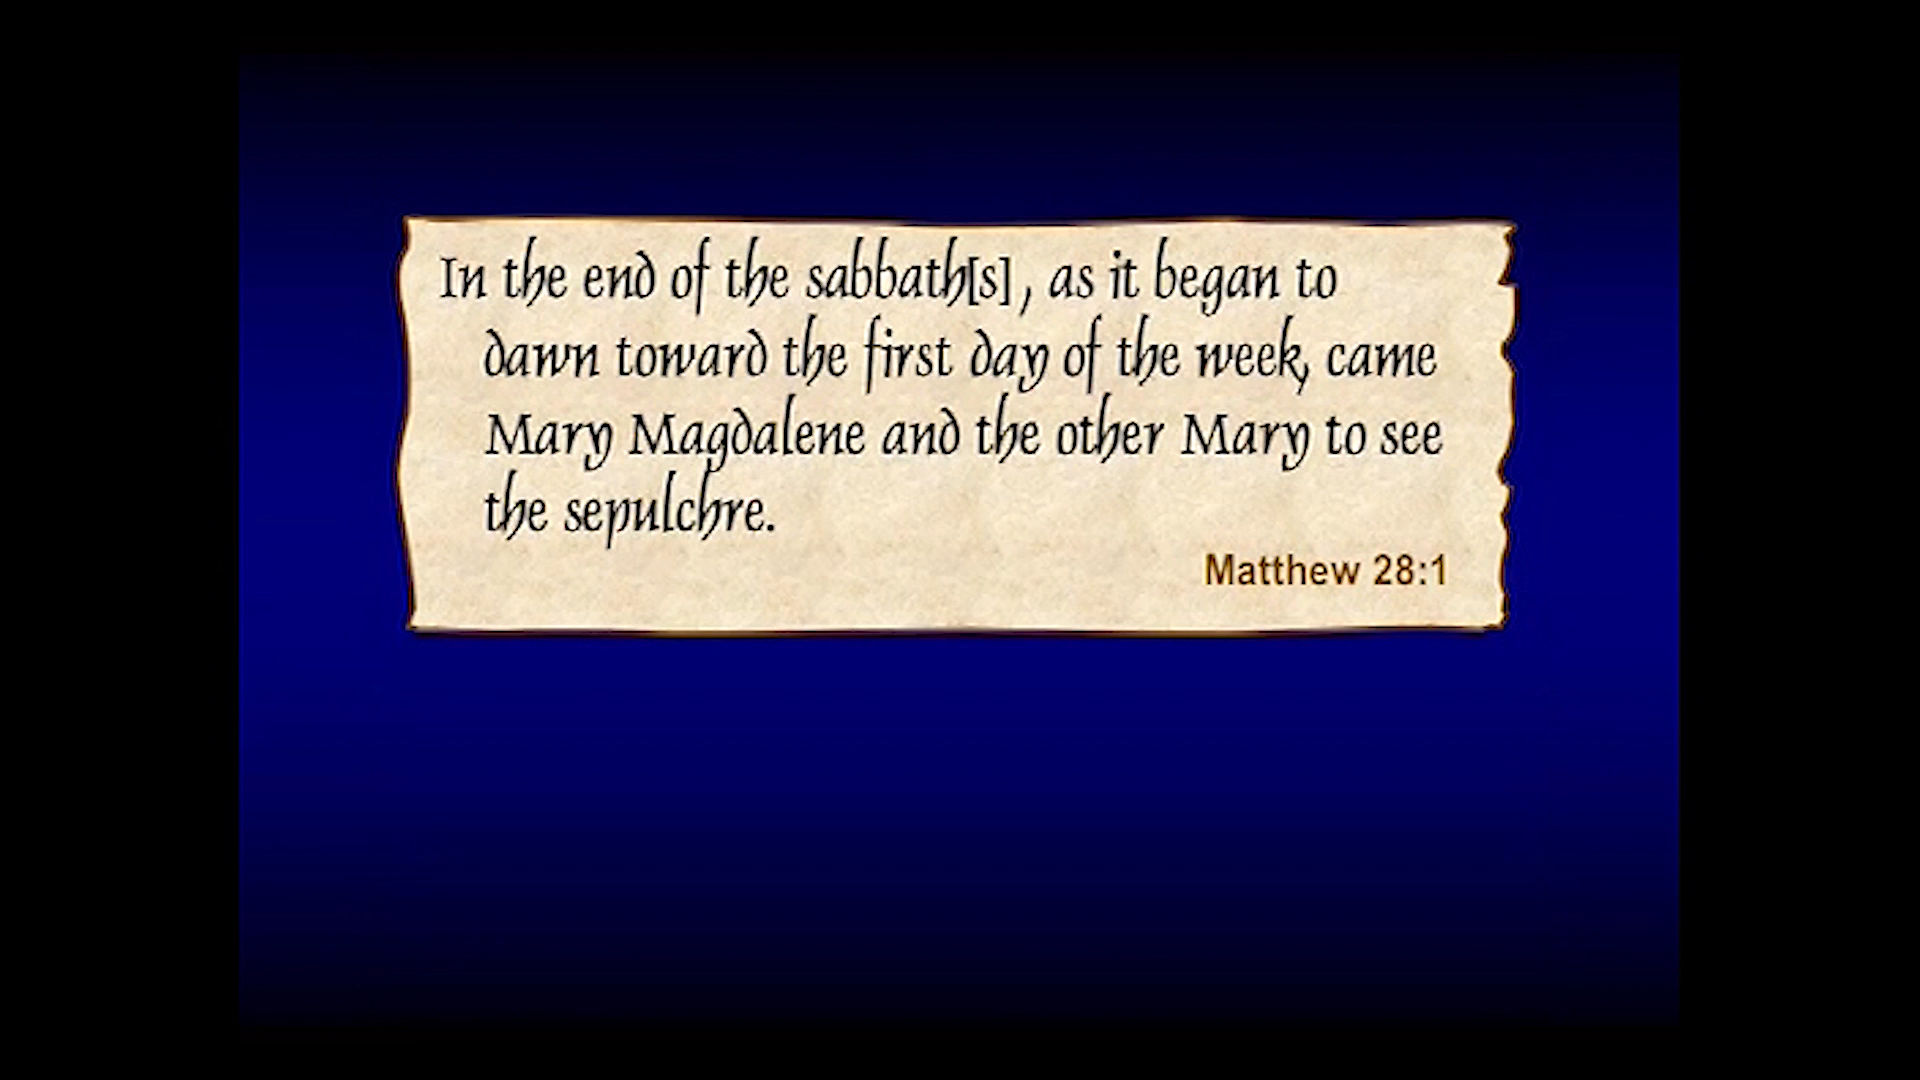 In the end of the sabbath[s], as it began to
dawn toward the first day of the week, came
Mary Magdalene and the other Mary to see
the sepulchre.
Matthew 28:1